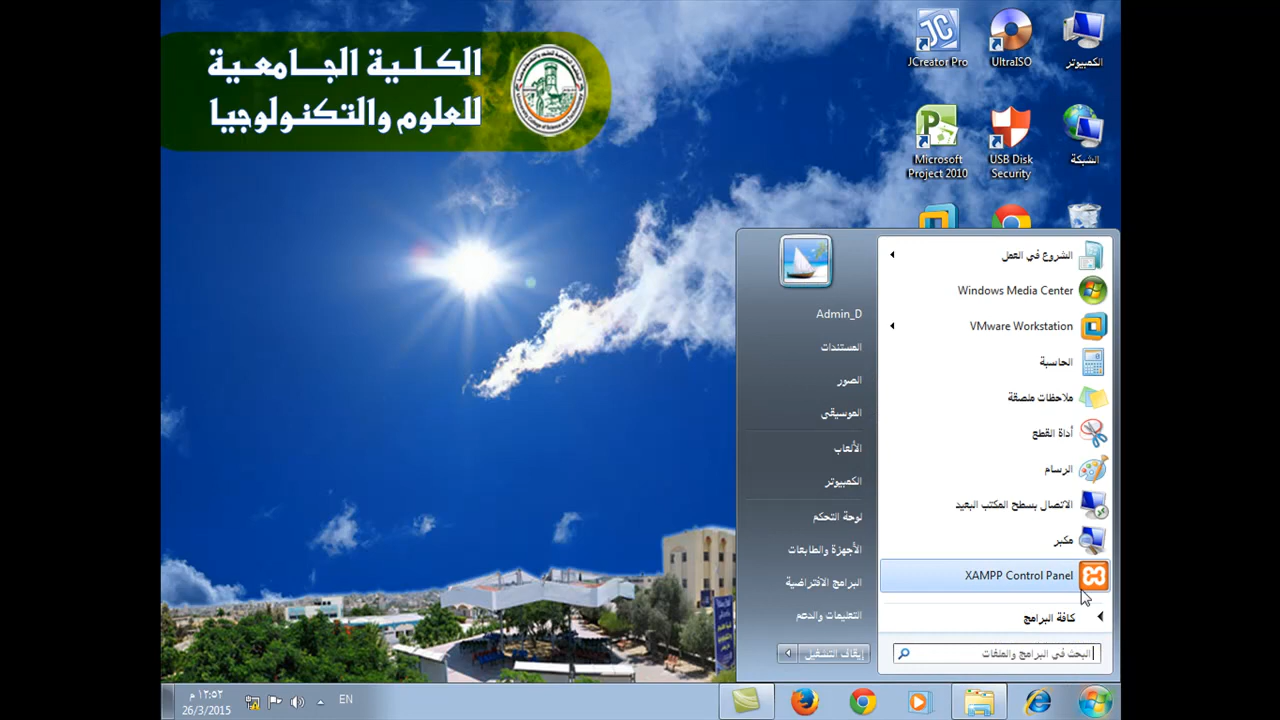 الكلية الجامعية
للعلوم والتكنولوجيا
الكمبيوتر
UltraISO
JCreator Pro
الشبكة
USB Disk
Security
Microsoft
Project 2010
الشروع في العمل
Windows Media Center
VMware Workstation
الحاسبة
ملاحظات ملصقة
أداة القطع
الرسام
الاتصال بسطح المكتب البعيد
مكبر
XAMPP Control Panel
كافة البرامج
البحث في البرامج والملفات
Admin_D
المستندات
الصور
الموسيقى
الألعاب
الكمبيوتر
لوحة التحكم
الأجهزة والطابعات
البرامج الافتراضية
التعليمات والدعم
إيقاف التشغيل
EN
١٢:٥٢ م
26/3/2015